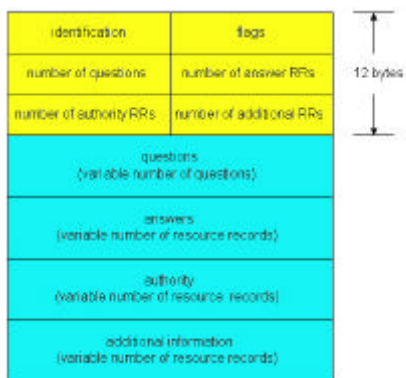 identification flags
number of questions number of answer RRs 12 bytes
number of authority RRs number of additional RRs
questions
(variable number of questions)
answers
(variable number of resource records)
authority
(variable number of resource records)
additional information
(variable number of resource records)